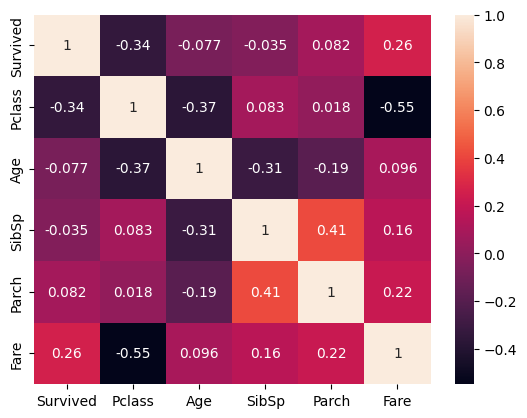 Survived 1 -0.34 -0.077 -0.035 0.082 0.26
Pclass -0.34 1 -0.37 0.083 0.018 -0.55
Age -0.077 -0.37 1 -0.31 -0.19 0.096
SibSp -0.035 0.083 -0.31 1 0.41 0.16
Parch 0.082 0.018 -0.19 0.41 1 0.22
Fare 0.26 -0.55 0.096 0.16 0.22 1
Survived Pclass Age SibSp Parch Fare
1.0
0.8
0.6
0.4
0.2
0.0
−0.2
−0.4